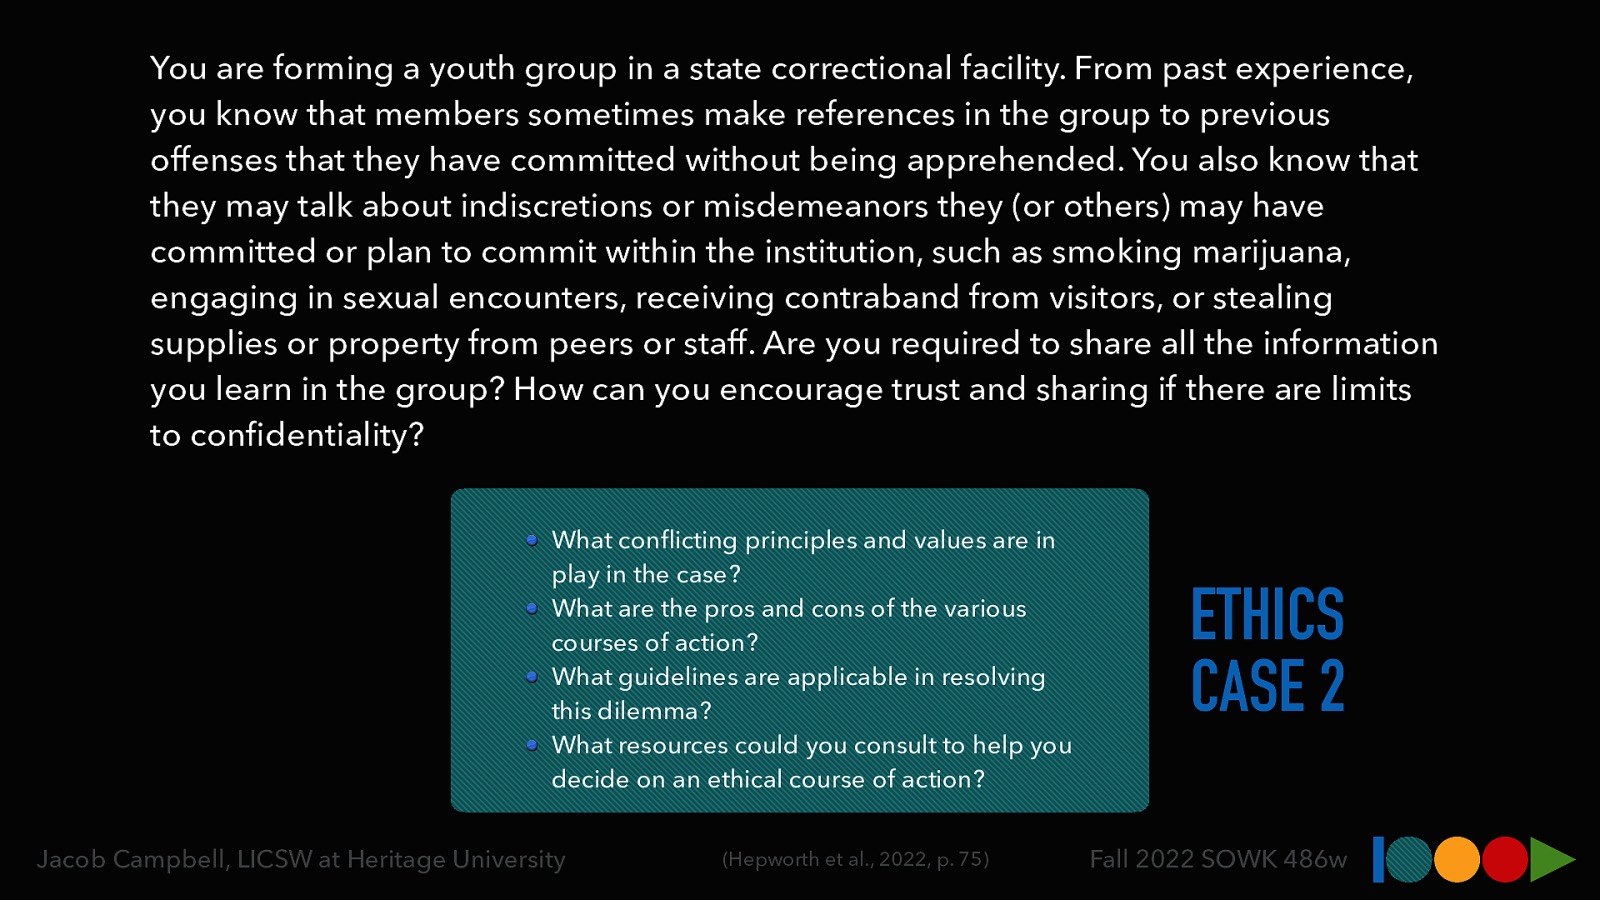 You are forming a youth group in a state correctional facility. From past experience,
you know that members sometimes make references in the group to previous
offenses that they have committed without being apprehended. You also know that
they may talk about indiscretions or misdemeanors they (or others) may have
committed or plan to commit within the institution, such as smoking marijuana,
engaging in sexual encounters, receiving contraband from visitors, or stealing
supplies or property from peers or staff. Are you required to share all the information
you learn in the group? How can you encourage trust and sharing if there are limits
to confidentiality?
• What conflicting principles and values are in
play in the case?
• What are the pros and cons of the various
courses of action?
• What guidelines are applicable in resolving
this dilemma?
• What resources could you consult to help you
decide on an ethical course of action?
ETHICS
CASE 2
Jacob Campbell, LICSW at Heritage University
(Hepworth et al., 2022, p. 75)
Fall 2022 SOWK 486w